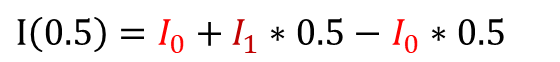 I(0.5) = I₀ + I₁ * 0.5 − I₀ * 0.5